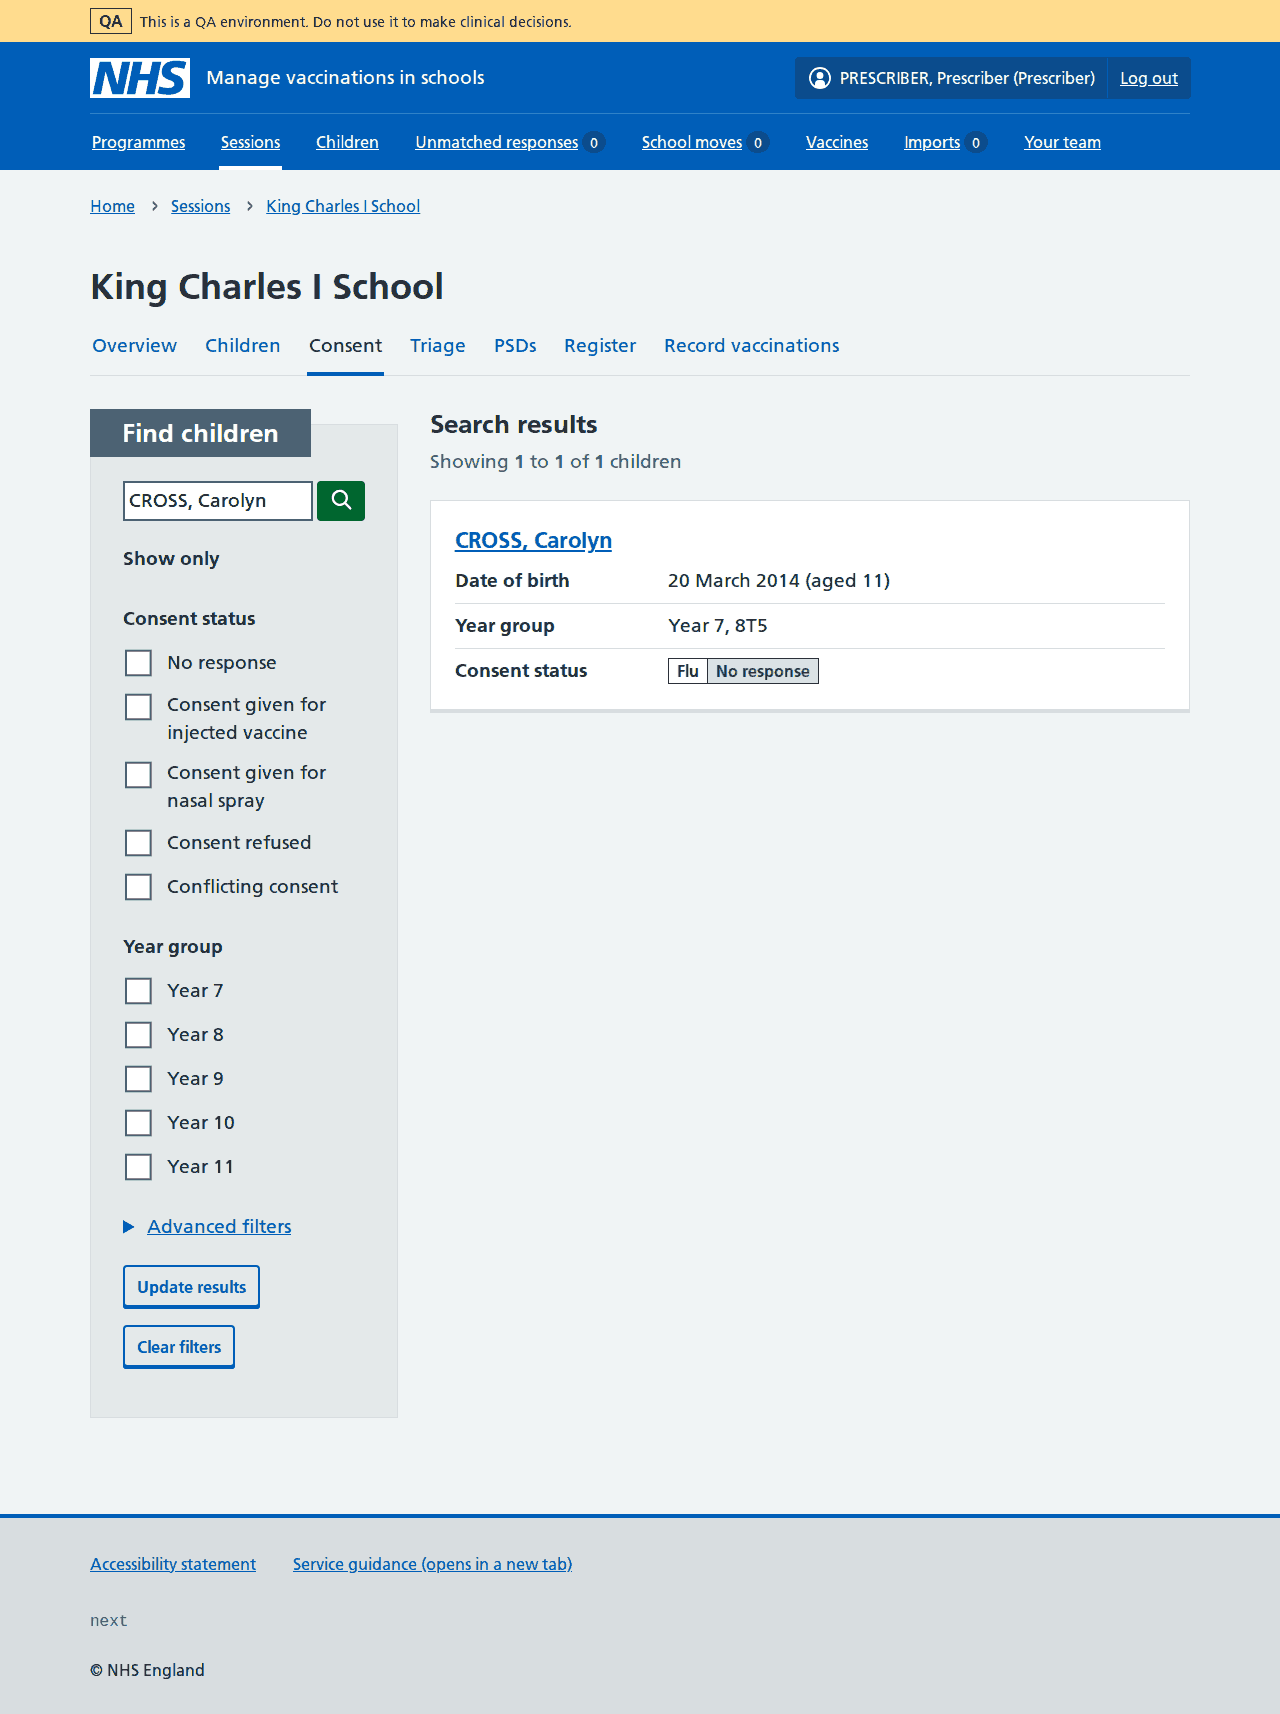 QA This is a QA environment. Do not use it to make clinical decisions.
NHS Manage vaccinations in schools PRESCRIBER, Prescriber (Prescriber) Log out
Programmes Sessions Children Unmatched responses 0 School moves 0 Vaccines Imports 0 Your team
Home Sessions King Charles I School
King Charles I School
Overview Children Consent Triage PSDs Register Record vaccinations
Find children
CROSS, Carolyn
Show only
Consent status
No response
Consent given for
injected vaccine
Consent given for
nasal spray
Consent refused
Conflicting consent
Year group
Year 7
Year 8
Year 9
Year 10
Year 11
Advanced filters
Update results
Clear filters
Search results
Showing 1 to 1 of 1 children
CROSS, Carolyn
Date of birth 20 March 2014 (aged 11)
Year group Year 7, 8T5
Consent status Flu No response
Accessibility statement Service guidance (opens in a new tab)
next
© NHS England